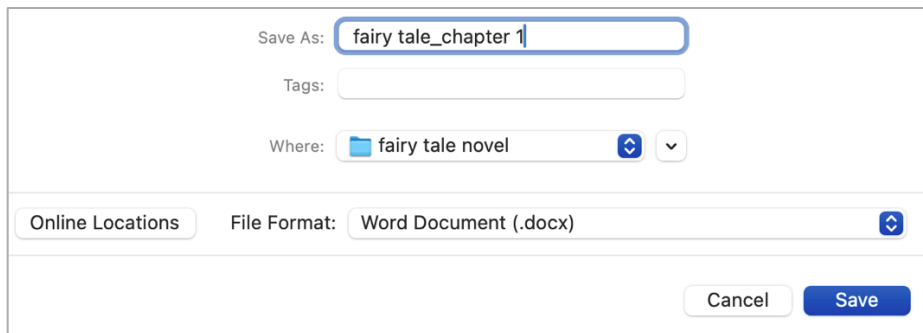 Save As: fairy tale_chapter 1
Tags:
Where: fairy tale novel
Online Locations File Format: Word Document (.docx)
Cancel Save